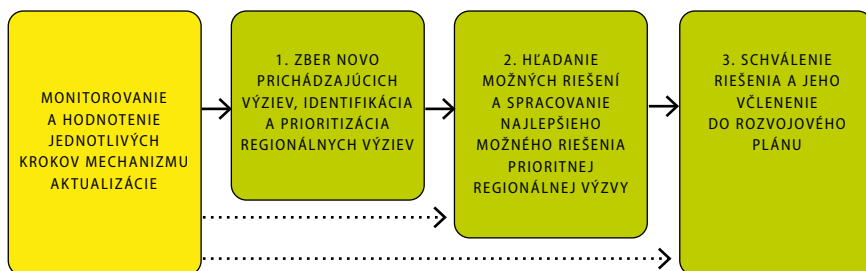 MONITOROVANIE
A HODNOTENIE
JEDNOTLIVÝCH
KROKOV MECHANIZMU
AKTUALIZÁCIE
1. ZBER NOVO
PRICHÁDZAJÚCICH
VÝZIEV, IDENTIFIKÁCIA
A PRIORITIZÁCIA
REGIONÁLNYCH VÝZIEV
2. HĽADANIE
MOŽNÝCH RIEŠENÍ
A SPRACOVANIE
NAJLEPŠIEHO
MOŽNÉHO RIEŠENIA
PRIORITNEJ
REGIONÁLNEJ VÝZVY
3. SCHVÁLENIE
RIEŠENIA A JEHO
VČLENENIE
DO ROZVOJOVÉHO
PLÁNU